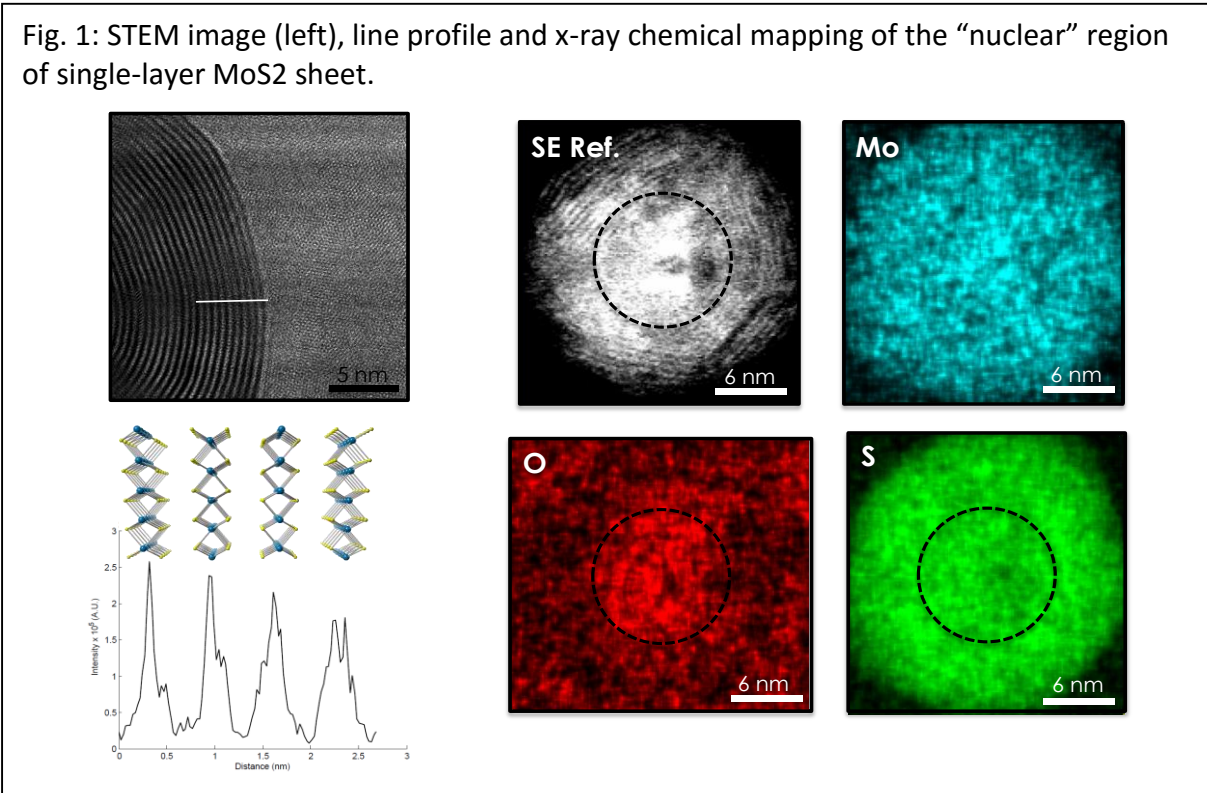 Fig. 1: STEM image (left), line profile and x-ray chemical mapping of the “nuclear” region
of single-layer MoS2 sheet.
5 nm
SE Ref.
6 nm
Mo
6 nm
O
6 nm
S
6 nm
3
2.5
2
1.5
1
0.5
0
Intensity x 10⁵ (A.U.)
0 0.5 1 1.5 2 2.5 3
Distance (nm)